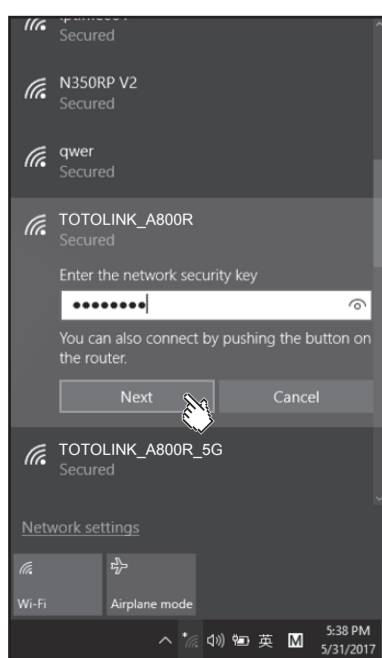 Secured
N350RP V2
Secured
qwer
Secured
TOTOLINK_A800R
Secured
Enter the network security key
●●●●●●●●
You can also connect by pushing the button on
the router.
Next
Cancel
TOTOLINK_A800R_5G
Secured
Network settings
Wi-Fi
Airplane mode
英
M
5:38 PM
5/31/2017